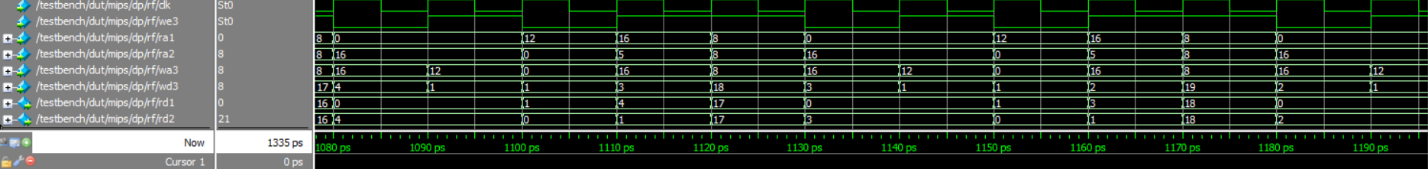 /testbench/dut/mips/dp/rf/clk St0
/testbench/dut/mips/dp/rf/we3 St0
/testbench/dut/mips/dp/rf/ra1 0 8 0 12 16 8 0 12 16 8 0
/testbench/dut/mips/dp/rf/ra2 8 8 16 0 5 8 16 0 5 8 16
/testbench/dut/mips/dp/rf/wa3 8 8 16 12 0 16 8 16 12 0 16 8 16 12
/testbench/dut/mips/dp/rf/wd3 8 17 4 1 1 3 18 3 1 1 2 19 2 1
/testbench/dut/mips/dp/rf/rd1 0 16 0 1 4 17 0 1 3 18 0
/testbench/dut/mips/dp/rf/rd2 21 16 4 0 1 17 3 0 1 18 2
Now 1335 ps 1080 ps 1090 ps 1100 ps 1110 ps 1120 ps 1130 ps 1140 ps 1150 ps 1160 ps 1170 ps 1180 ps 1190 ps
Cursor 1 0 ps